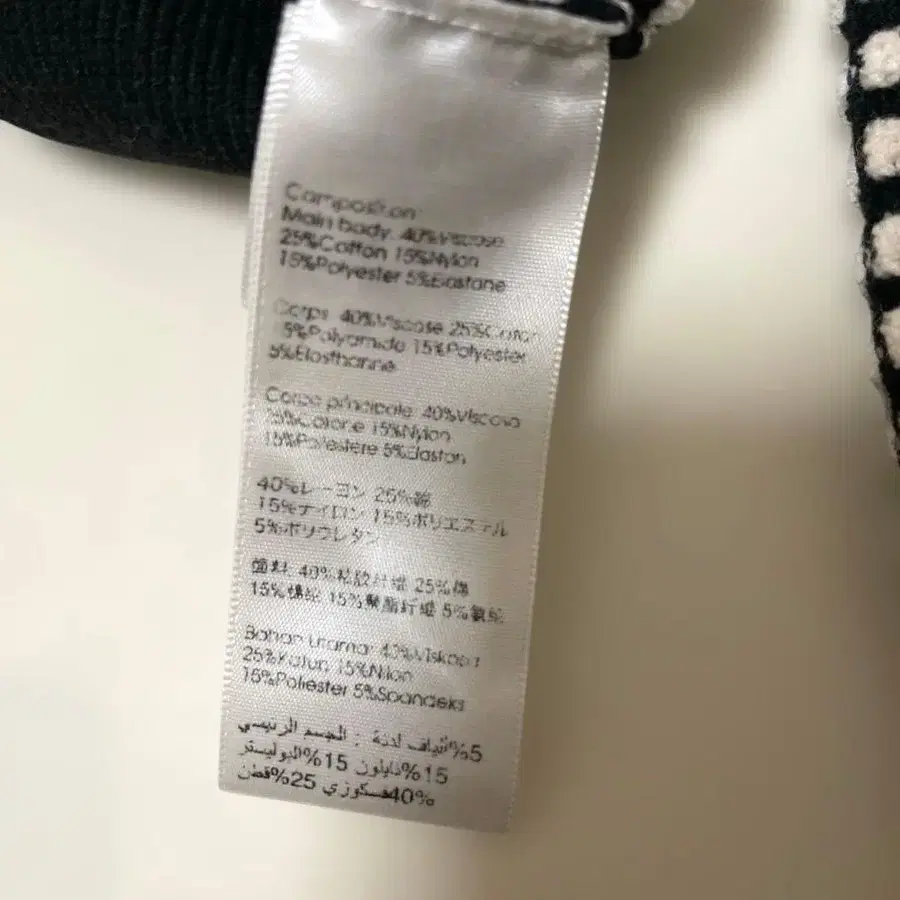 Composition
Main body: 40%Viscose
25%Cotton 15%Nylon
15%Polyester 5%Elastane
Corps: 40%Viscose 25%Coton
15%Polyamide 15%Polyester
5%Elasthanne
Corpo principale: 40%Viscosa
25%Cotone 15%Nylon
15%Poliestere 5%Elastan
40%レーヨン 25%綿
15%ナイロン 15%ポリエステル
5%ポリウレタン
面料: 40%粘胶纤维 25%棉
15%锦纶 15%聚酯纤维 5%氨纶
Bahan Utama: 40%Viskosa
25%Katun 15%Nilon
15%Poliester 5%Spandeks
5%ألياف لدنة : الجسم الرئيسي
15%نايلون 15%البوليستر
40%فسكوزي 25%قطن